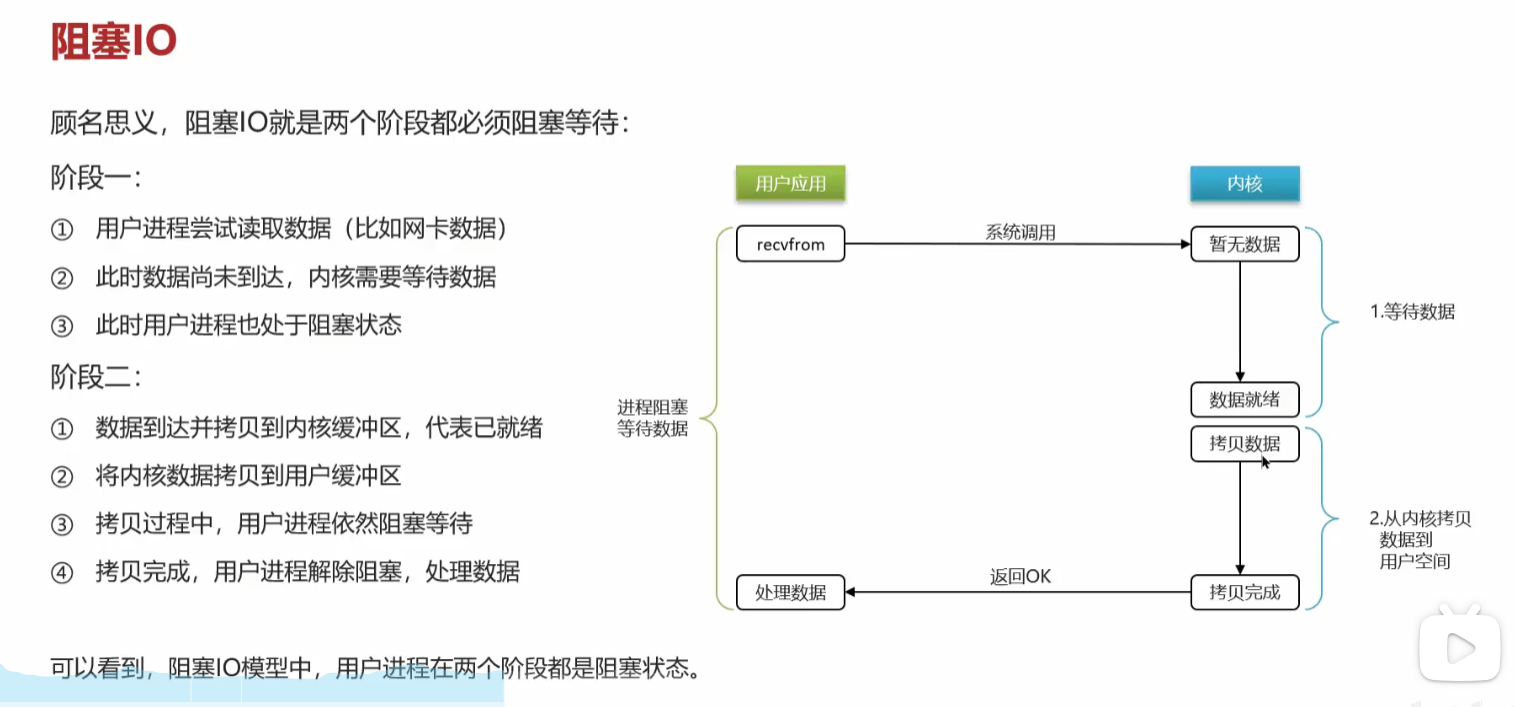 阻塞IO
顾名思义，阻塞IO就是两个阶段都必须阻塞等待：
阶段一：
① 用户进程尝试读取数据（比如网卡数据）
② 此时数据尚未到达，内核需要等待数据
③ 此时用户进程也处于阻塞状态
阶段二：
① 数据到达并拷贝到内核缓冲区，代表已就绪
② 将内核数据拷贝到用户缓冲区
③ 拷贝过程中，用户进程依然阻塞等待
④ 拷贝完成，用户进程解除阻塞，处理数据
可以看到，阻塞IO模型中，用户进程在两个阶段都是阻塞状态。
用户应用
内核
recvfrom
系统调用
暂无数据
1.等待数据
数据就绪
进程阻塞
等待数据
拷贝数据
2.从内核拷贝
数据到
用户空间
处理数据
返回OK
拷贝完成